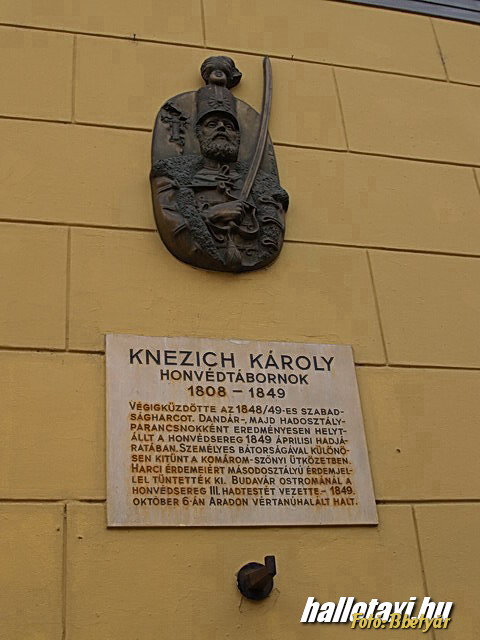 KNEZICH KÁROLY
HONVÉDTÁBORNOK
1808 – 1849
VÉGIGKÜZDÖTTE AZ 1848/49-ES SZABAD-
SÁGHARCOT. DANDÁR-, MAJD HADOSZTÁLY-
PARANCSNOKKÉNT EREDMÉNYESEN HELYT-
ÁLLT A HONVÉDSEREG 1849 ÁPRILISI HADJÁ-
RATÁBAN. SZEMÉLYES BÁTORSÁGÁVAL KÜLÖNÖ-
SEN KITŰNT A KOMÁROM-SZŐNYI ÜTKÖZETBEN.
HARCI ÉRDEMEIÉRT MÁSODOSZTÁLYÚ ÉRDEMJEL-
LEL TÜNTETTÉK KI. BUDAVÁR OSTROMÁNÁL A
HONVÉDSEREG III. HADTESTÉT VEZETTE.- 1849.
OKTÓBER 6-ÁN ARADON VÉRTANÚHALÁLT HALT.
hallotaxi.hu
Foto: Bbetyár